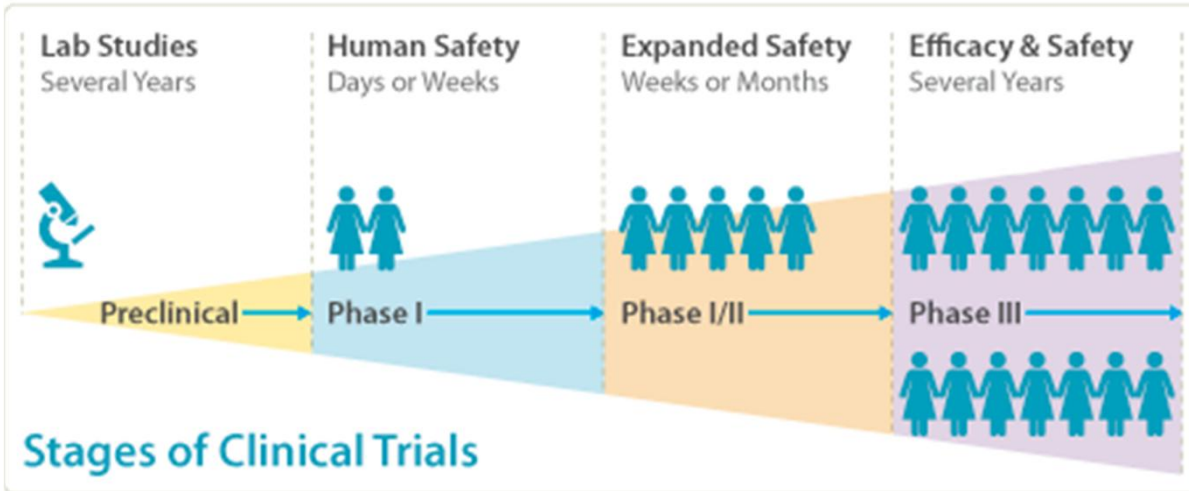 Lab Studies
Several Years
Human Safety
Days or Weeks
Expanded Safety
Weeks or Months
Efficacy & Safety
Several Years
Preclinical
Phase I
Phase I/II
Phase III
Stages of Clinical Trials